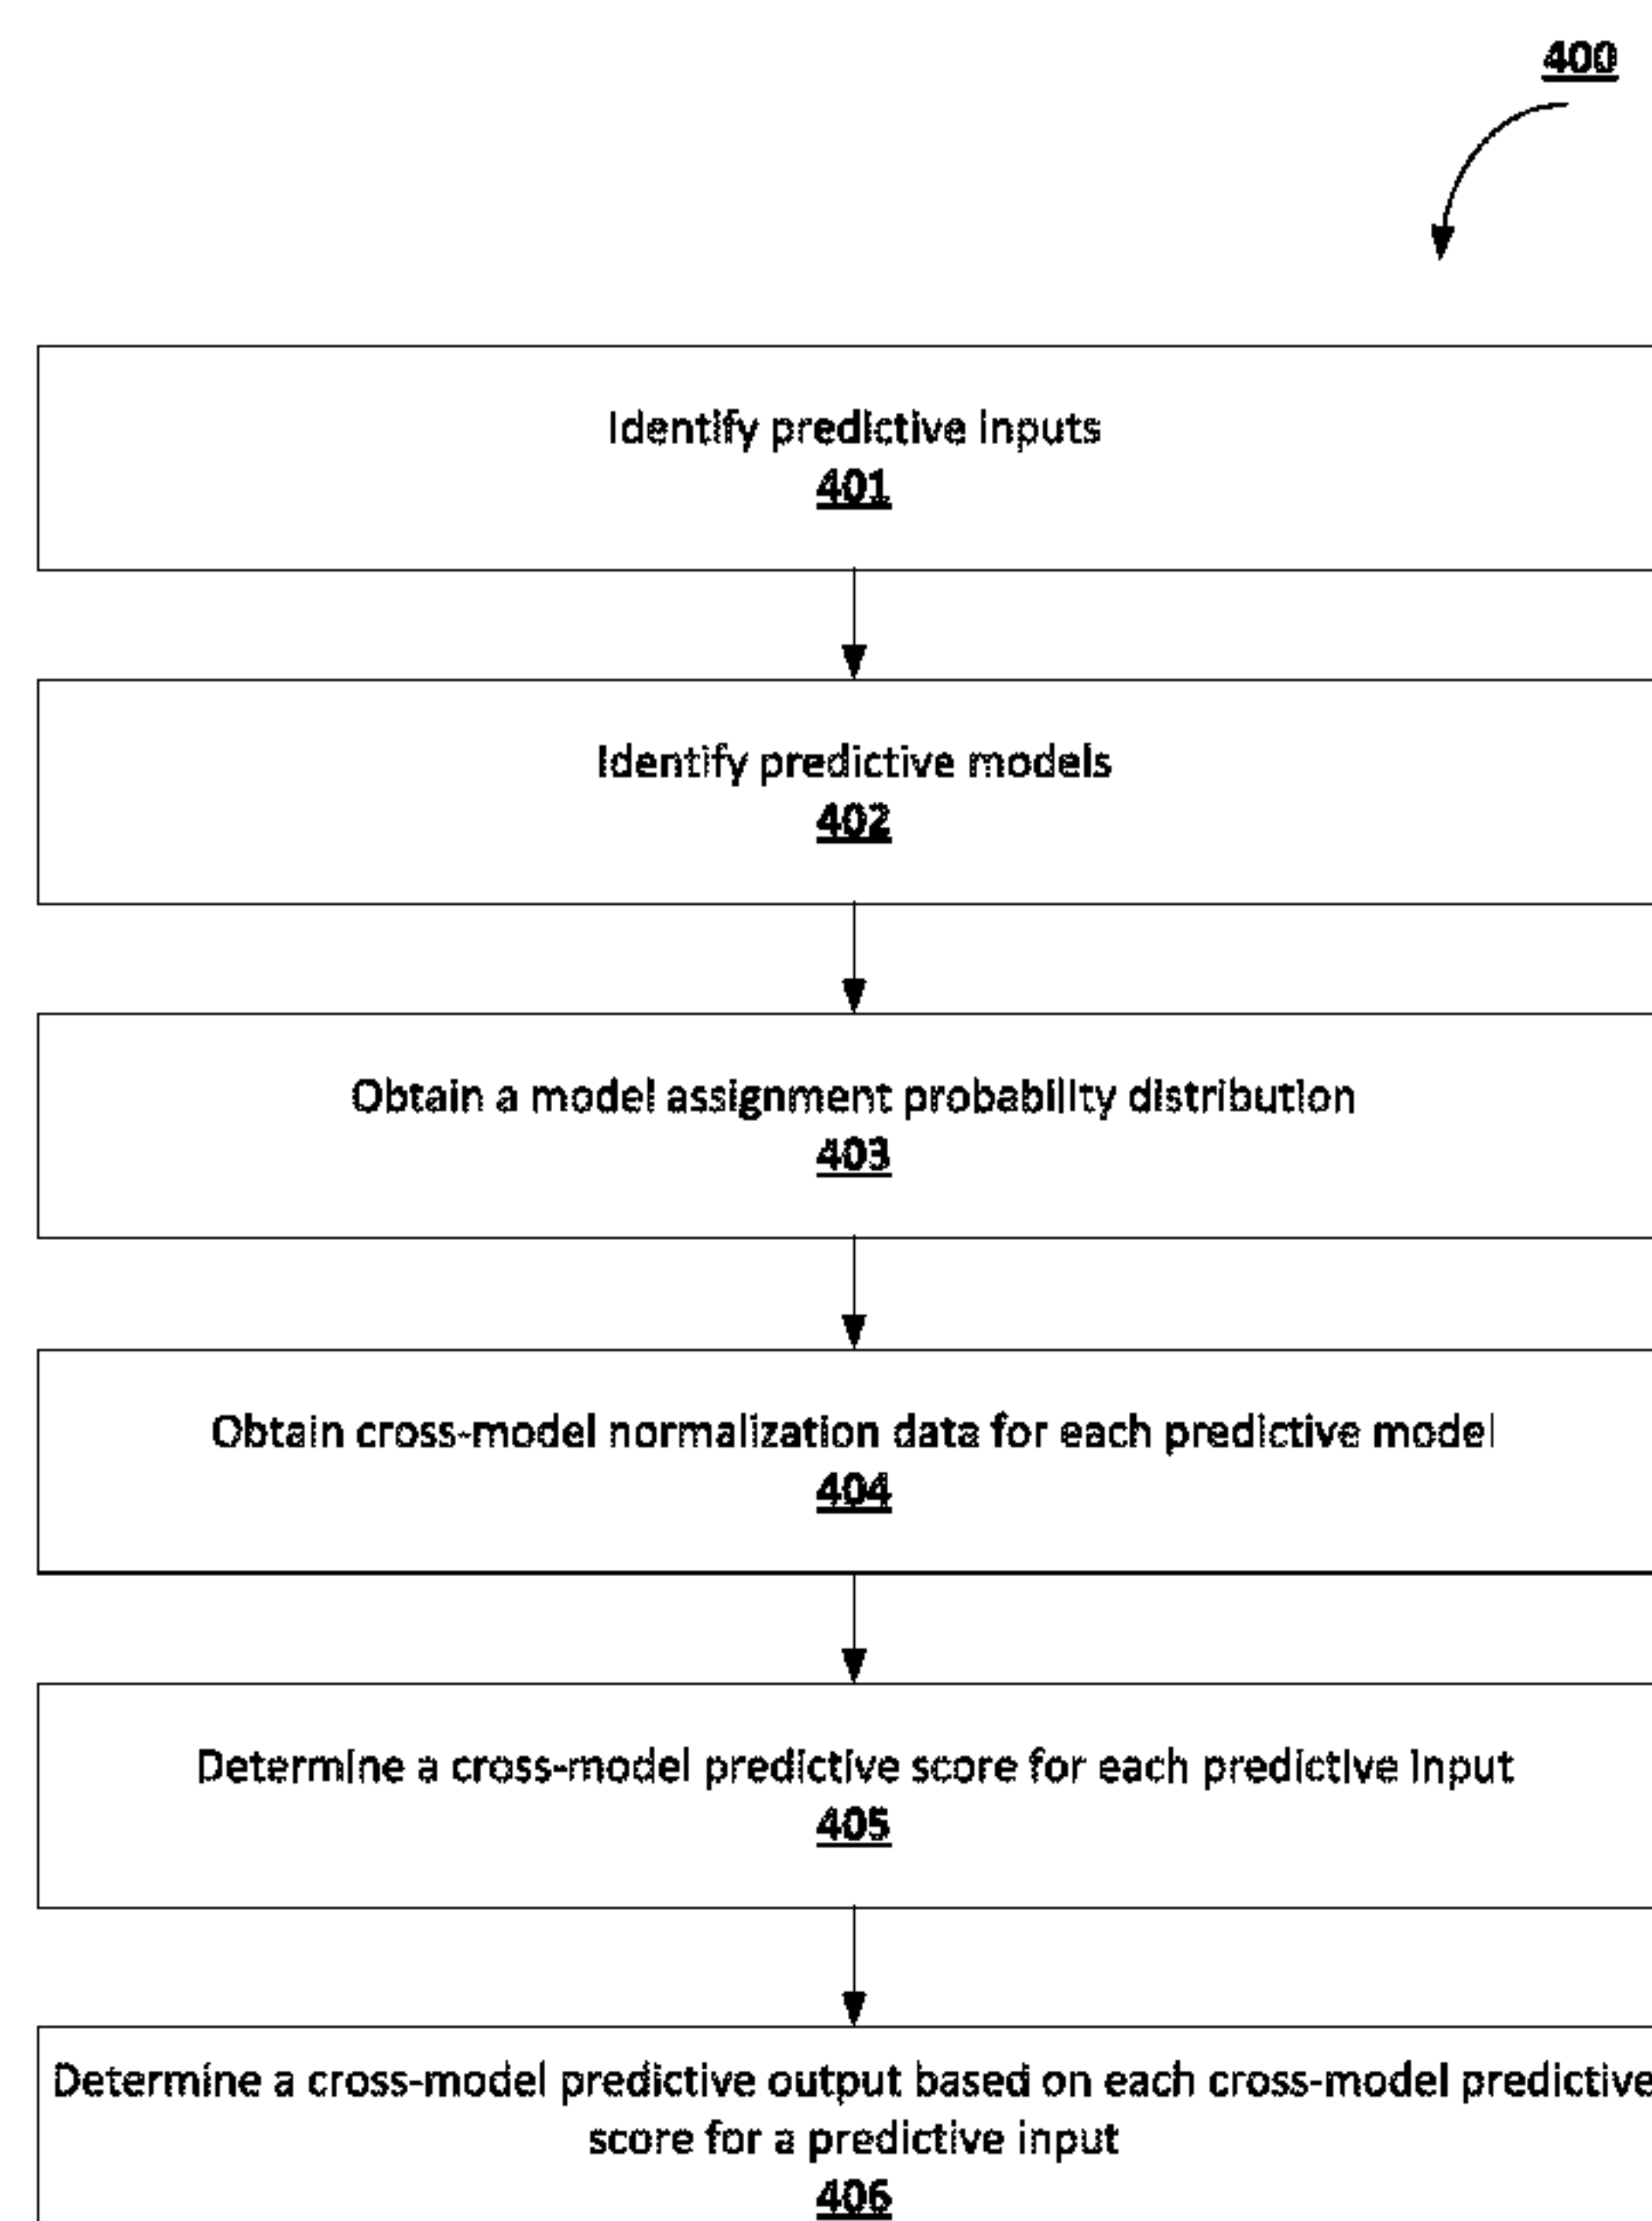 400
Identify predictive inputs
401
Identify predictive models
402
Obtain a model assignment probability distribution
403
Obtain cross-model normalization data for each predictive model
404
Determine a cross-model predictive score for each predictive input
405
Determine a cross-model predictive output based on each cross-model predictive
score for a predictive input
406